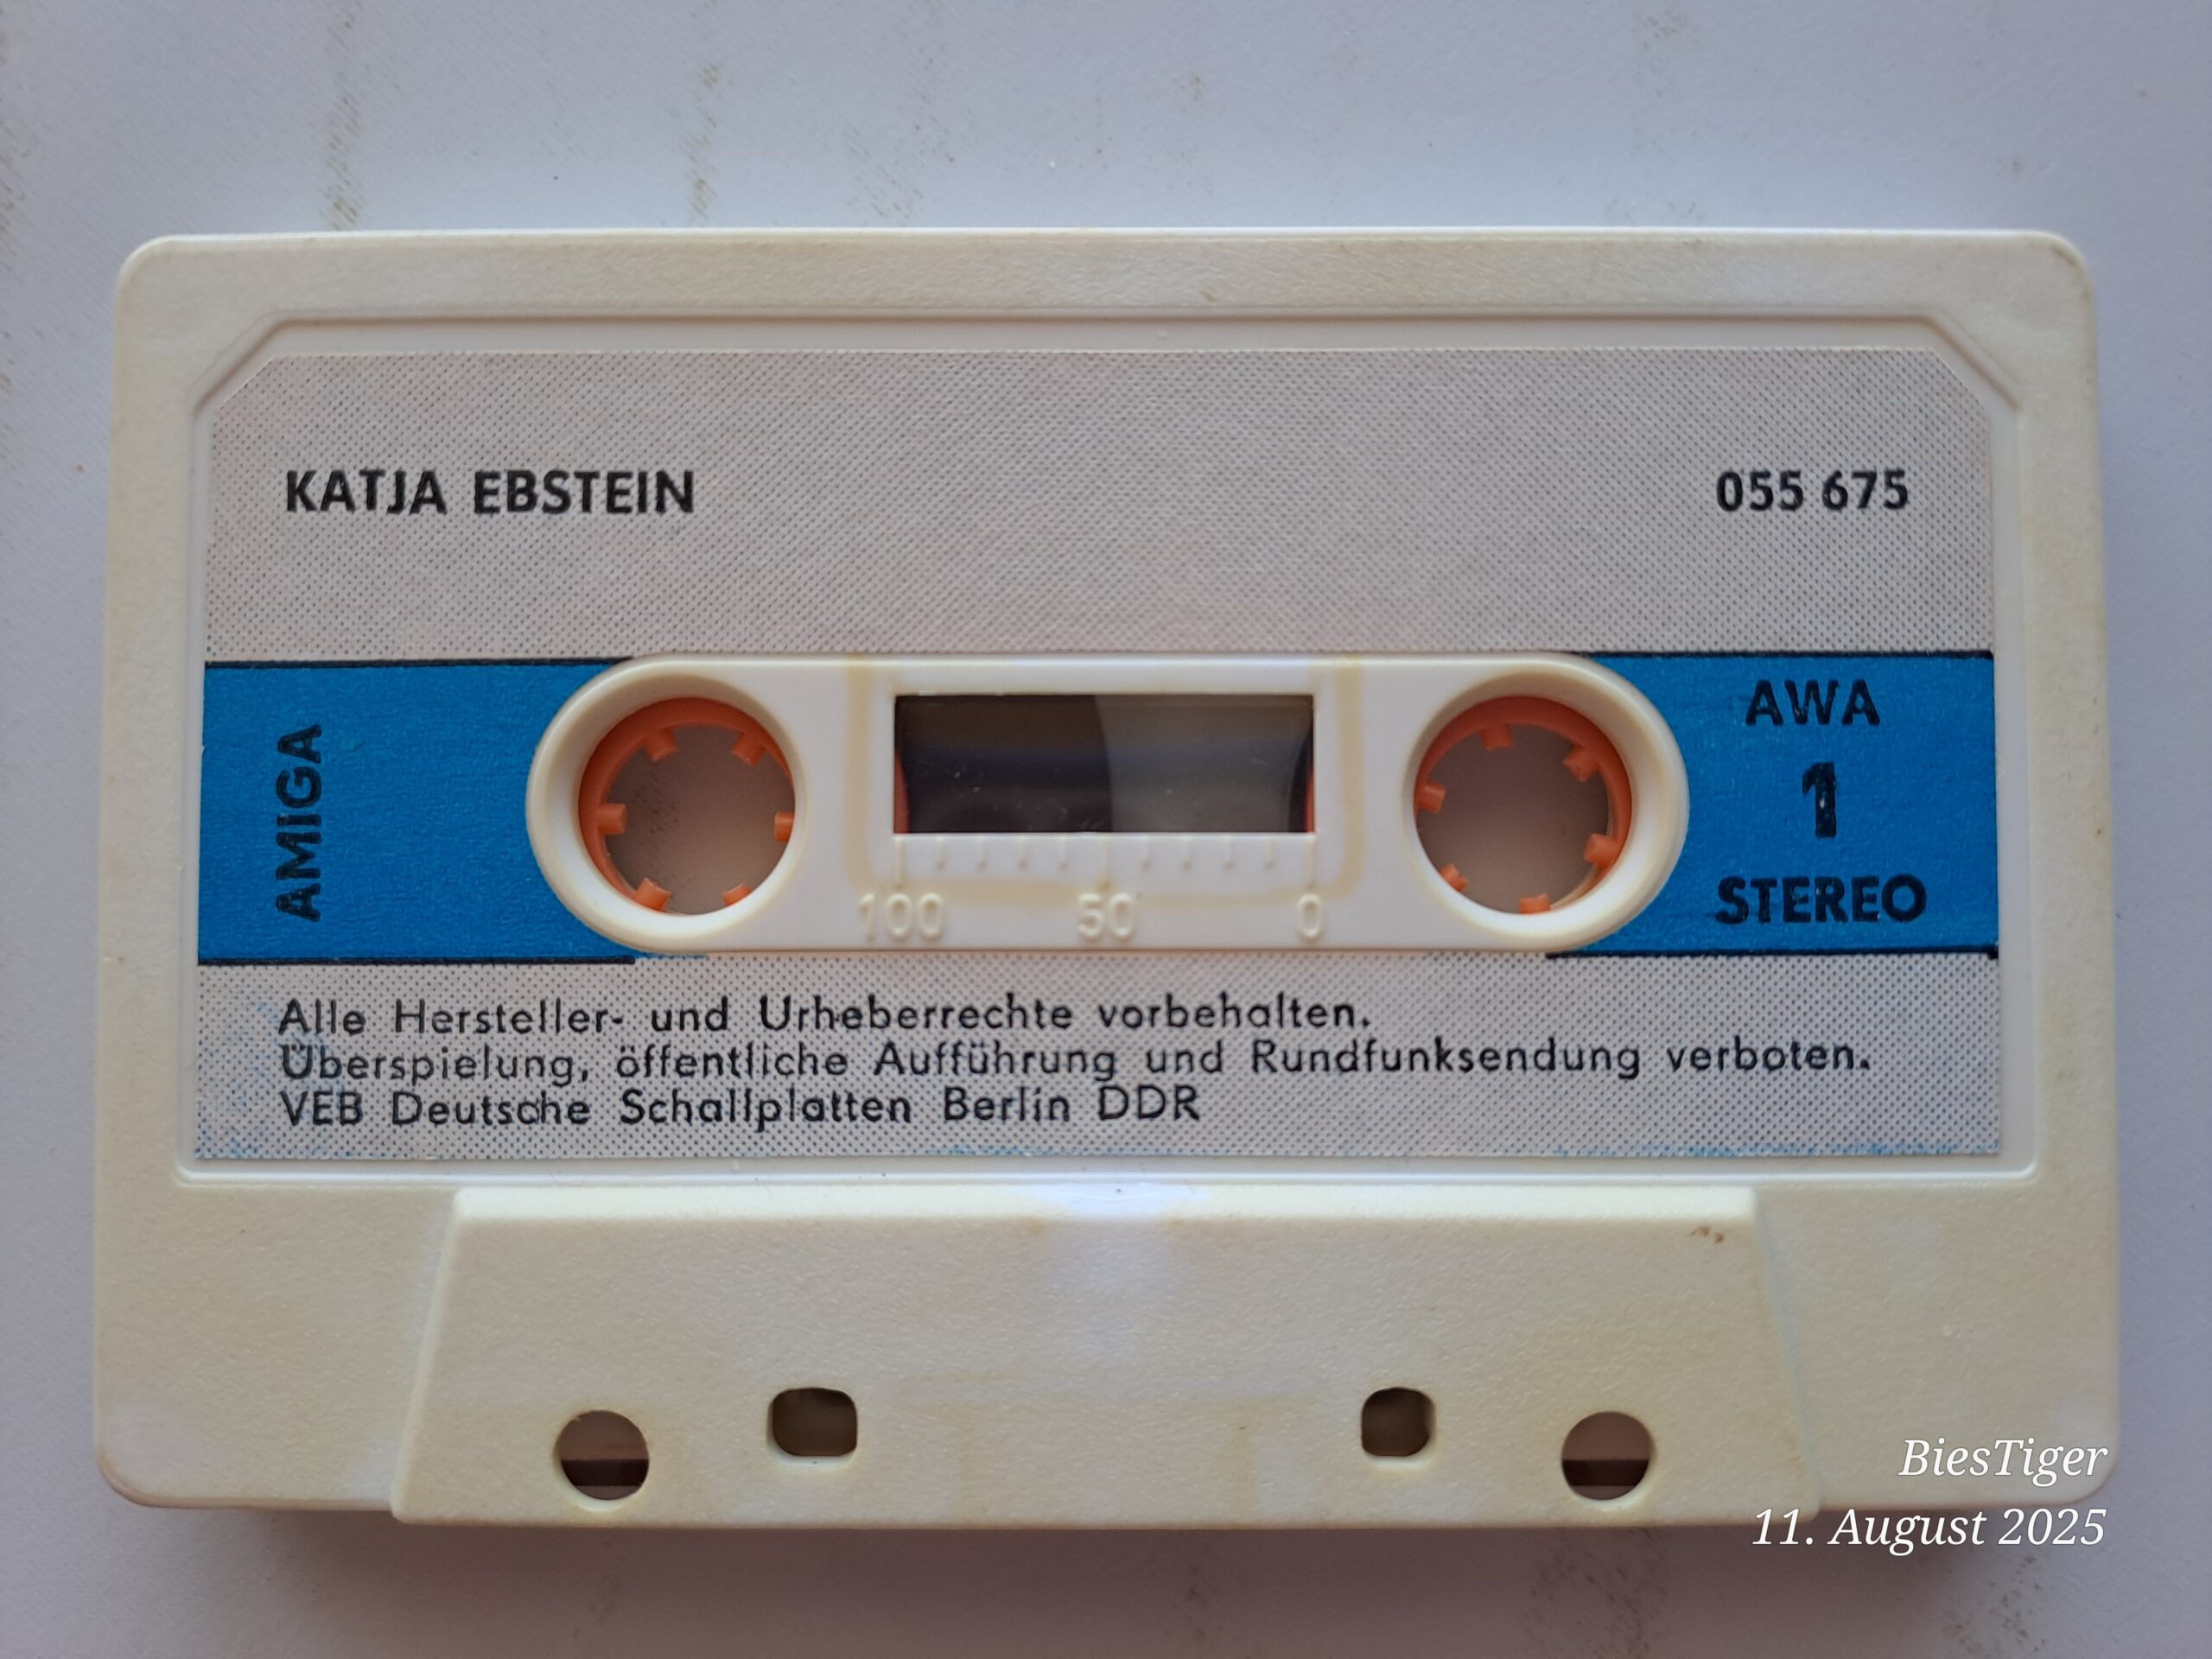 KATJA EBSTEIN
055 675
AMIGA
AWA
1
STEREO
100 50 0
Alle Hersteller- und Urheberrechte vorbehalten.
Überspielung, öffentliche Aufführung und Rundfunksendung verboten.
VEB Deutsche Schallplatten Berlin DDR
BiesTiger
11. August 2025